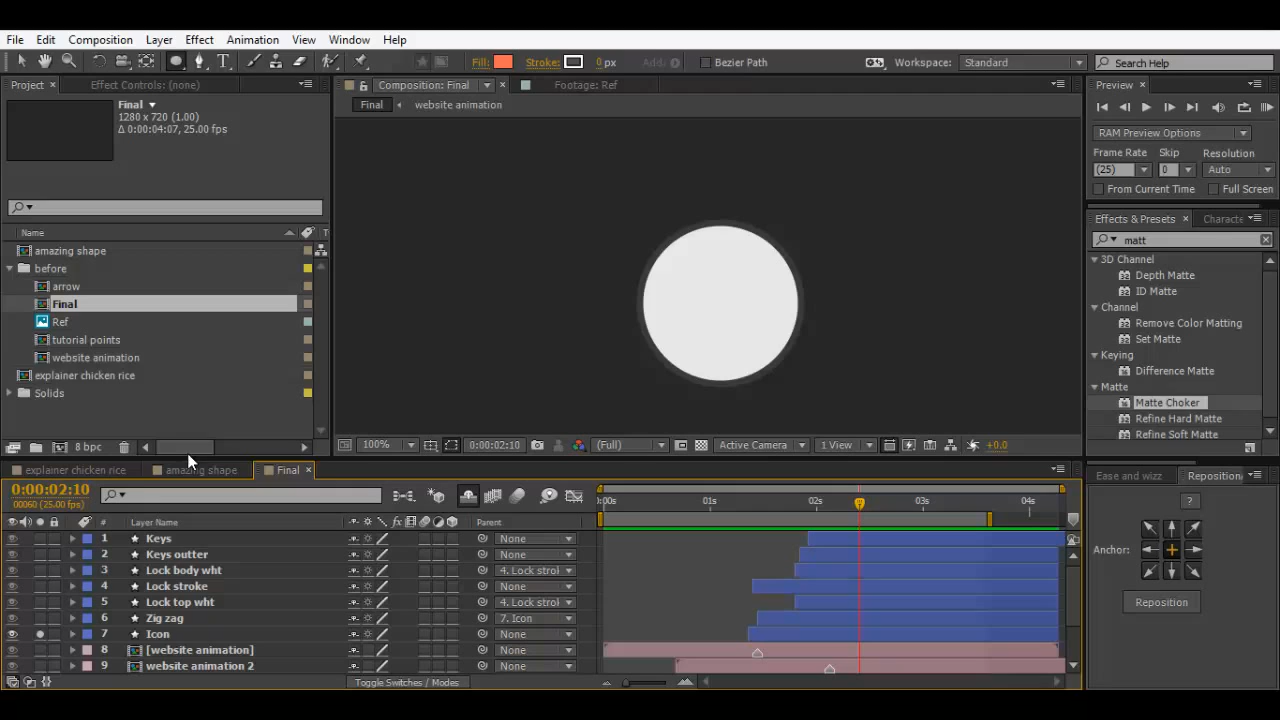 File Edit Composition Layer Effect Animation View Window Help
Fill: Stroke: 0 px Add: Bezier Path Workspace: Standard Search Help
Project Effect Controls: (none) Composition: Final Footage: Ref Preview
Final
1280 x 720 (1.00)
Δ 0:00:04:07, 25.00 fps
Final website animation
RAM Preview Options
Frame Rate Skip Resolution
(25) 0 Auto
From Current Time Full Screen
Name T
amazing shape
before
arrow
Final
Ref
tutorial points
website animation
explainer chicken rice
Solids
8 bpc
Effects & Presets Characte
matt
3D Channel
Depth Matte
ID Matte
Channel
Remove Color Matting
Set Matte
Keying
Difference Matte
Matte
Matte Choker
Refine Hard Matte
Refine Soft Matte
100% 0:00:02:10 (Full) Active Camera 1 View +0.0
explainer chicken rice amazing shape Final
0:00:02:10
00060 (25.00 fps)
:00s 01s 02s 03s 04s
# Layer Name fx Parent
1 Keys None
2 Keys outter None
3 Lock body wht 4. Lock strol
4 Lock stroke None
5 Lock top wht 4. Lock strol
6 Zig zag 7. Icon
7 Icon None
8 [website animation] None
9 website animation 2 None
Toggle Switches / Modes
Ease and wizz Reposition
?
Anchor:
Reposition